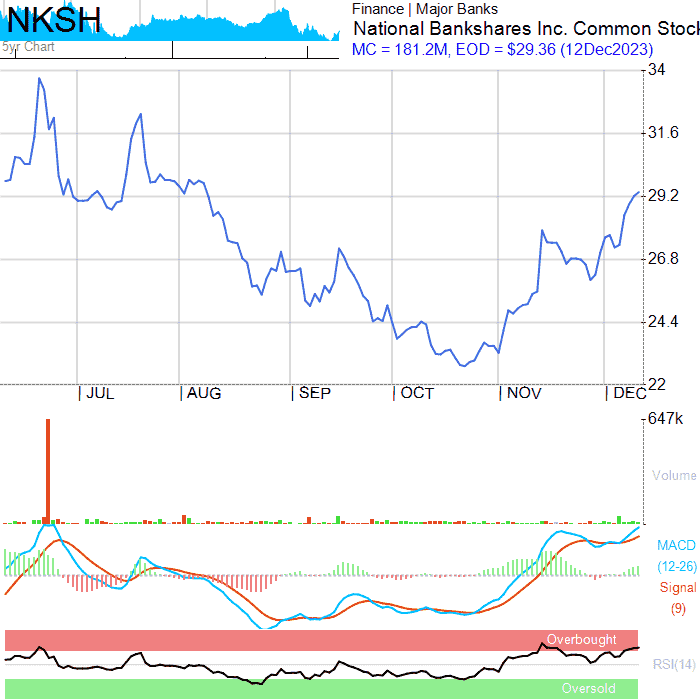 NKSH
5yr Chart
Finance | Major Banks
National Bankshares Inc. Common Stock
MC = 181.2M, EOD = $29.36 (12Dec2023)
34
31.6
29.2
26.8
24.4
22
JUL
AUG
SEP
OCT
NOV
DEC
647k
Volume
MACD
(12-26)
Signal
(9)
Overbought
RSI(14)
Oversold